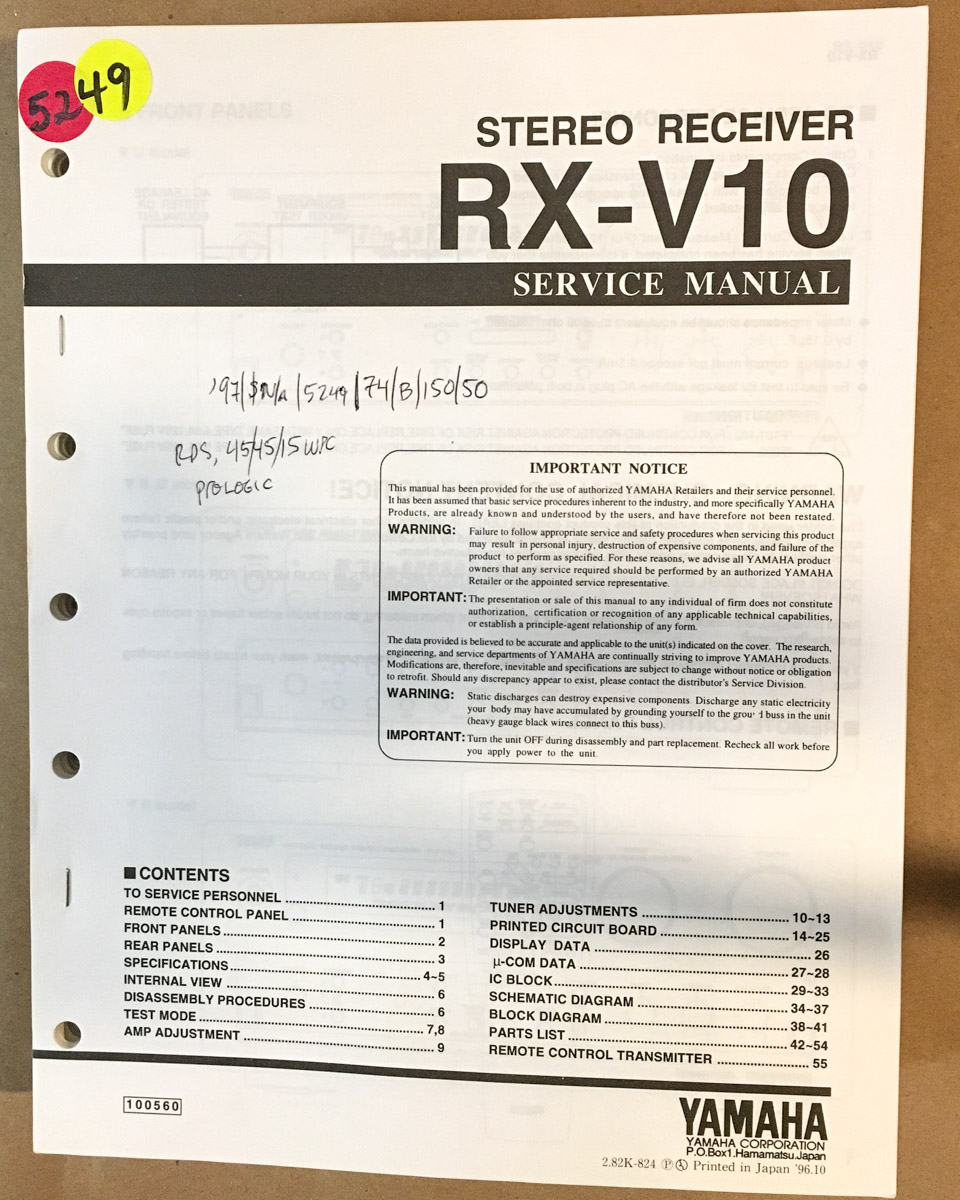 5249
STEREO RECEIVER
RX-V10
SERVICE MANUAL
'97/$N/a/5249/74/B/150/50
RDS, 45/45/15WPC
PROLOGIC
IMPORTANT NOTICE
This manual has been provided for the use of authorized YAMAHA Retailers and their service personnel.
It has been assumed that basic service procedures inherent to the industry, and more specifically YAMAHA
Products, are already known and understood by the users, and have therefore not been restated.
WARNING: Failure to follow appropriate service and safety procedures when servicing this product
may result in personal injury, destruction of expensive components, and failure of the
product to perform as specified. For these reasons, we advise all YAMAHA product
owners that any service required should be performed by an authorized YAMAHA
Retailer or the appointed service representative.
IMPORTANT: The presentation or sale of this manual to any individual of firm does not constitute
authorization, certification or recognition of any applicable technical capabilities,
or establish a principle-agent relationship of any form.
The data provided is believed to be accurate and applicable to the unit(s) indicated on the cover. The research,
engineering, and service departments of YAMAHA are continually striving to improve YAMAHA products.
Modifications are, therefore, inevitable and specifications are subject to change without notice or obligation
to retrofit. Should any discrepancy appear to exist, please contact the distributor's Service Division.
WARNING: Static discharges can destroy expensive components. Discharge any static electricity
your body may have accumulated by grounding yourself to the ground buss in the unit
(heavy gauge black wires connect to this buss).
IMPORTANT: Turn the unit OFF during disassembly and part replacement. Recheck all work before
you apply power to the unit.
■ CONTENTS
TO SERVICE PERSONNEL ........ 1
REMOTE CONTROL PANEL ........ 1
FRONT PANELS ........ 2
REAR PANELS ........ 3
SPECIFICATIONS ........ 4~5
INTERNAL VIEW ........ 6
DISASSEMBLY PROCEDURES ........ 6
TEST MODE ........ 7,8
AMP ADJUSTMENT ........ 9
TUNER ADJUSTMENTS ........ 10~13
PRINTED CIRCUIT BOARD ........ 14~25
DISPLAY DATA ........ 26
μ-COM DATA ........ 27~28
IC BLOCK ........ 29~33
SCHEMATIC DIAGRAM ........ 34~37
BLOCK DIAGRAM ........ 38~41
PARTS LIST ........ 42~54
REMOTE CONTROL TRANSMITTER ........ 55
100560
YAMAHA
YAMAHA CORPORATION
P.O.Box1.Hamamatsu.Japan
2.82K-824 Ⓟ Printed in Japan '96.10